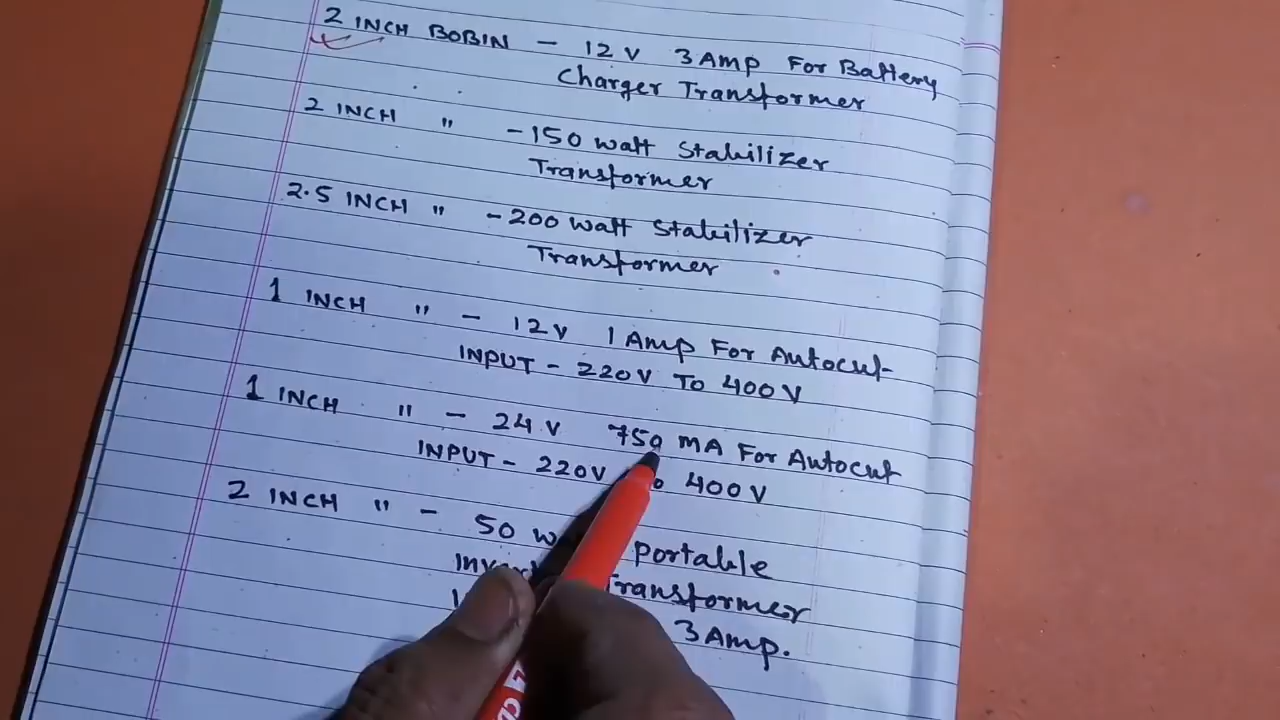 2 INCH BOBIN - 12 V 3 Amp For Battery
Charger Transformer
2 INCH " - 150 watt Stabilizer
Transformer
2.5 INCH " - 200 watt Stabilizer
Transformer
1 INCH " - 12 V 1 Amp For Autocut
INPUT - 220V To 400 V
1 INCH " - 24 V 750 MA For Autocut
INPUT - 220V 400 V
2 INCH " - 50 portable
Transformer
3 Amp.